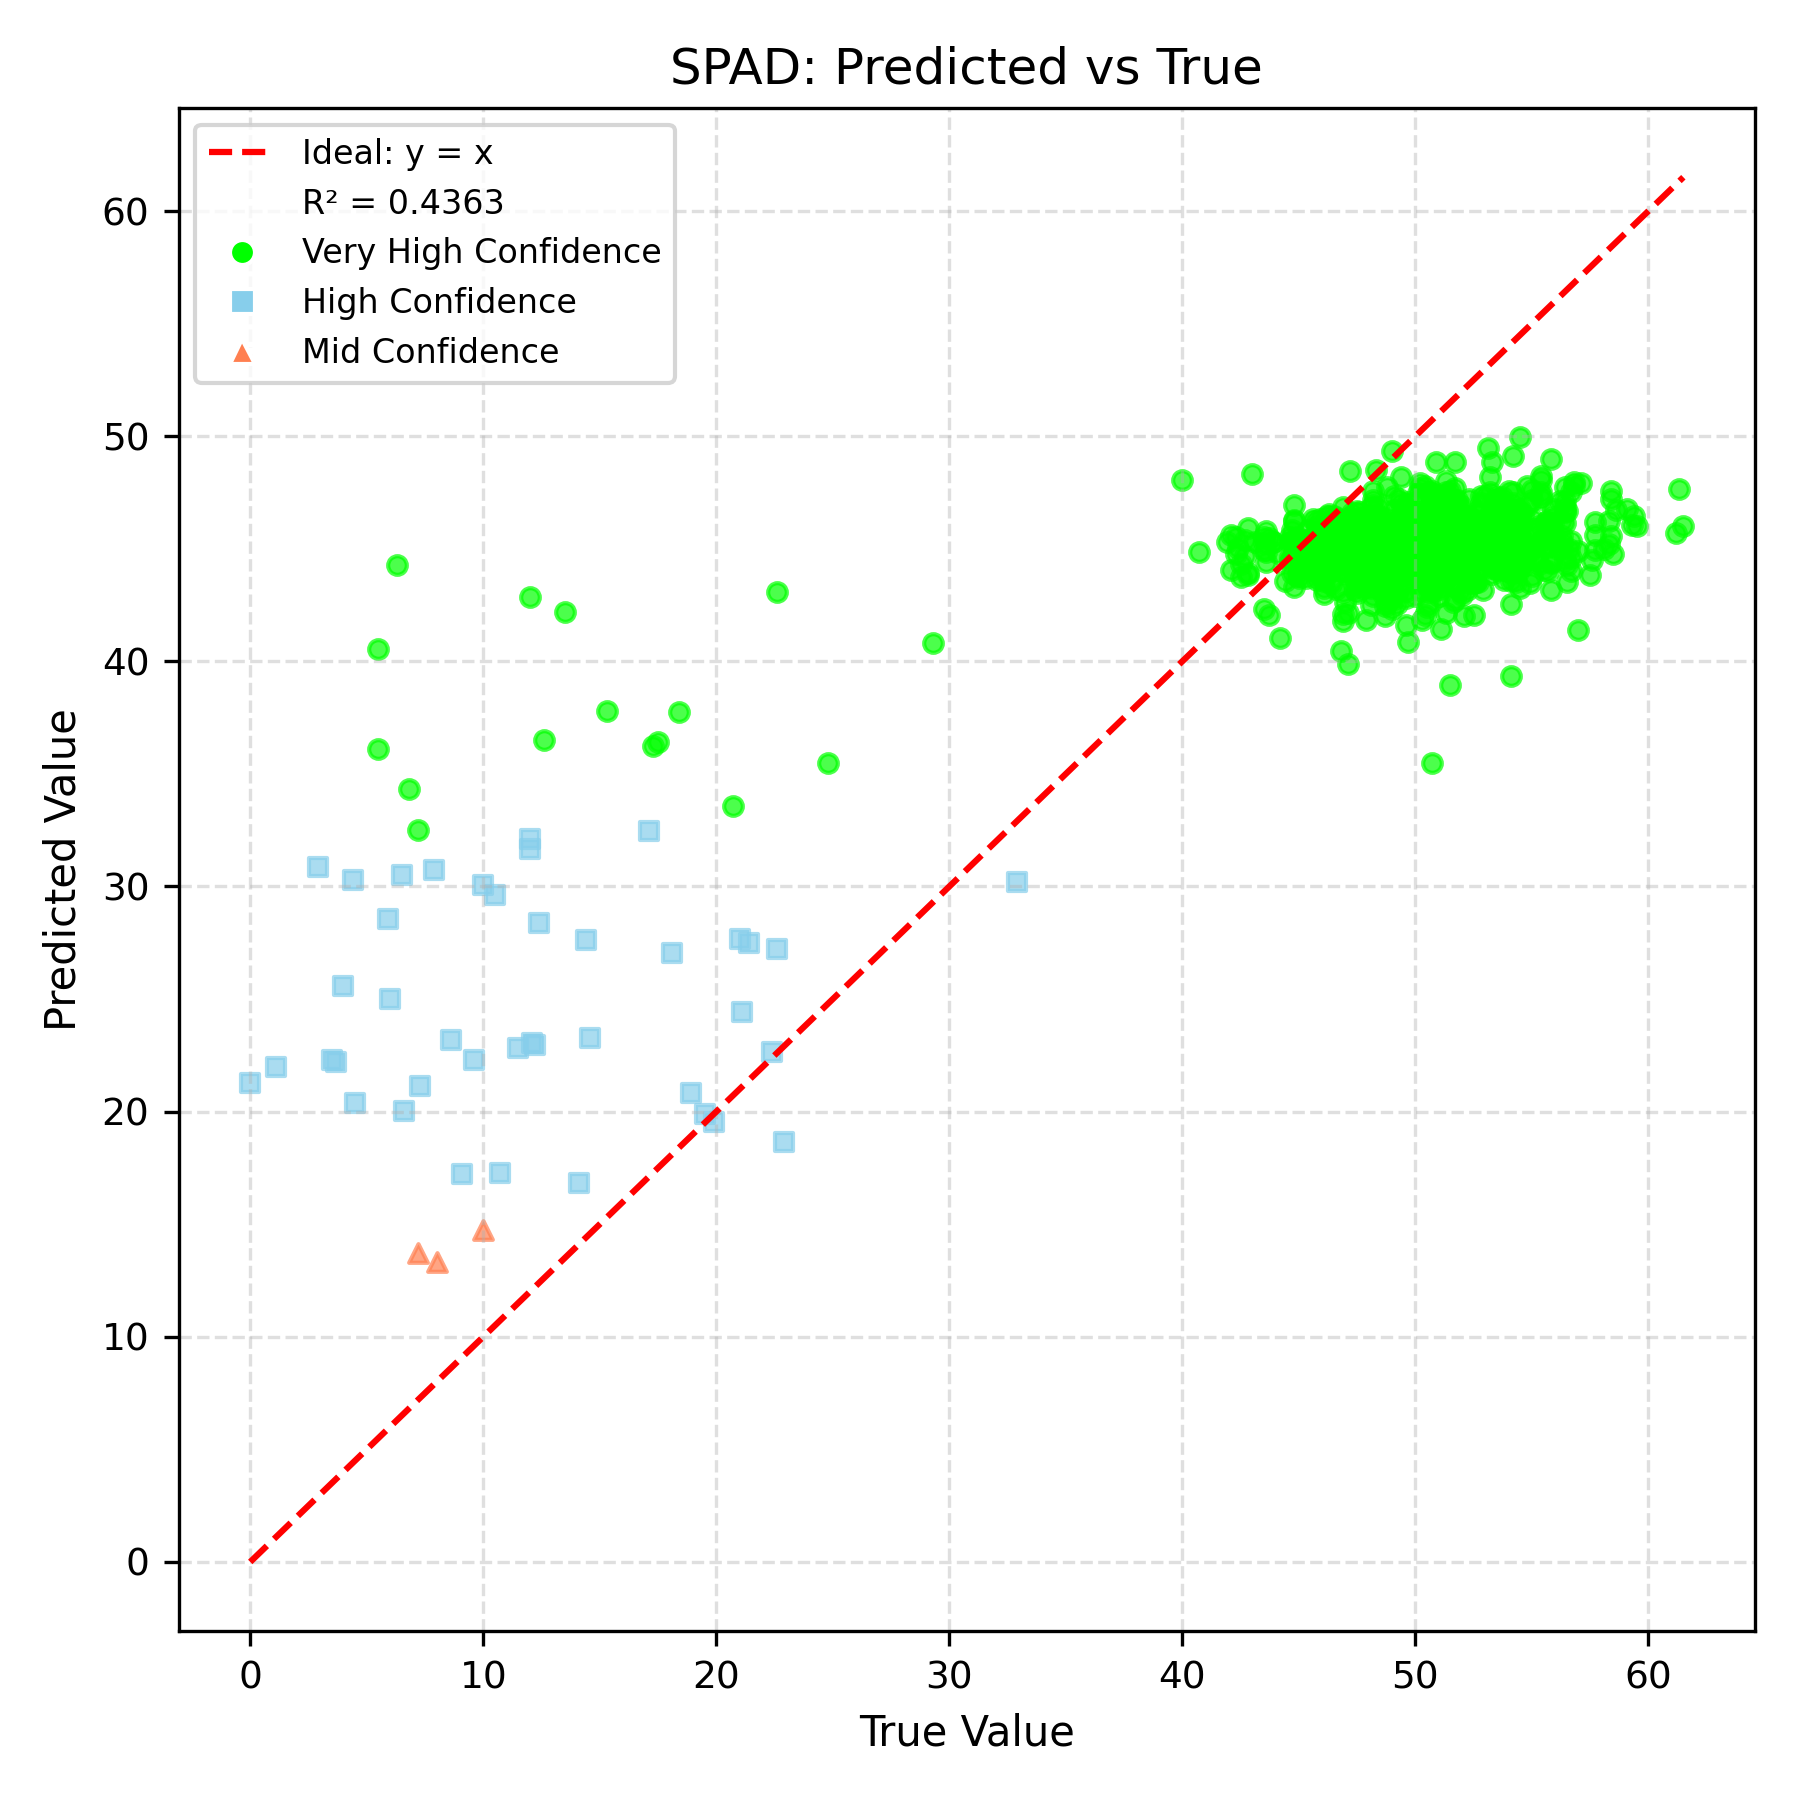 SPAD: Predicted vs True
Ideal: y = x
R² = 0.4363
Very High Confidence
High Confidence
Mid Confidence
60
50
40
30
20
10
0
Predicted Value
0 10 20 30 40 50 60
True Value